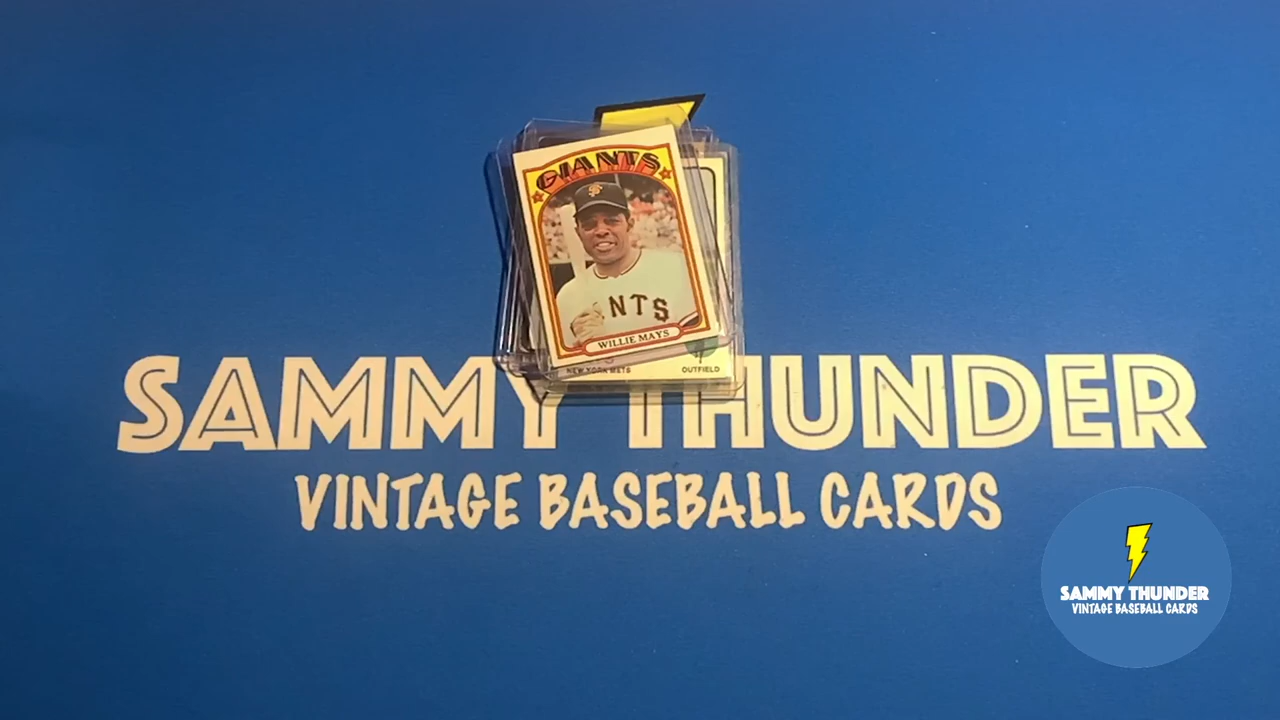 GIANTS
NTS
WILLIE MAYS
NEW YORK METS
OUTFIELD
SAMMY THUNDER
VINTAGE BASEBALL CARDS
SAMMY THUNDER
VINTAGE BASEBALL CARDS